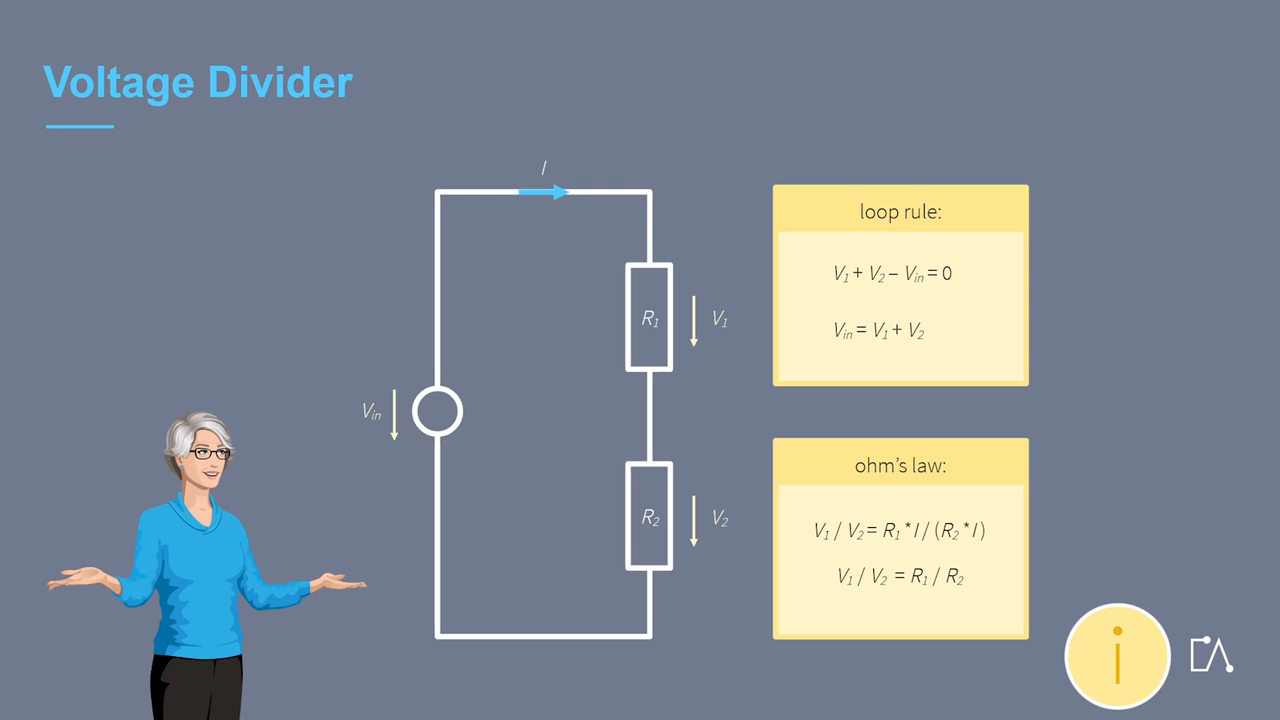 Voltage Divider
I
R1
V1
Vin
R2
V2
loop rule:
V1 + V2 – Vin = 0
Vin = V1 + V2
ohm's law:
V1 / V2 = R1 * I / (R2 * I)
V1 / V2 = R1 / R2
i